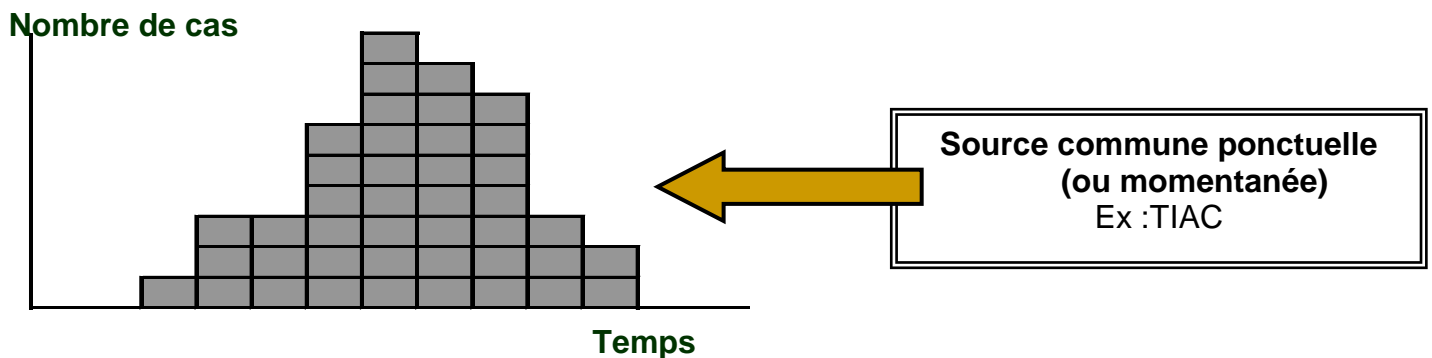 Nombre de cas
Source commune ponctuelle
(ou momentanée)
Ex :TIAC
Temps